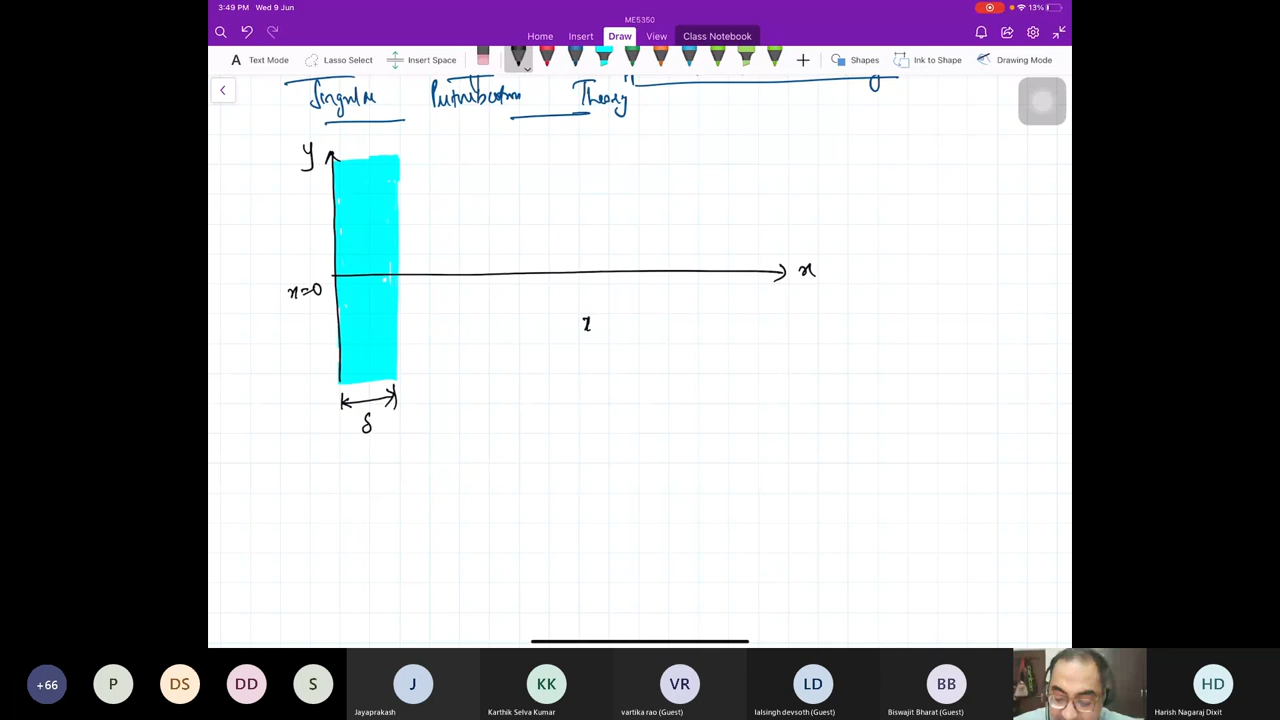 3:49 PM Wed 9 Jun
13%
ME5350
Home Insert Draw View Class Notebook
A Text Mode Lasso Select Insert Space Shapes Ink to Shape Drawing Mode
Singular Perturbation Theory
y
x
x=0
δ
+66 P DS DD S J KK VR LD BB HD
Jayaprakash Karthik Selva Kumar vartika rao (Guest) lalsingh devsoth (Guest) Biswajit Bharat (Guest) Harish Nagaraj Dixit